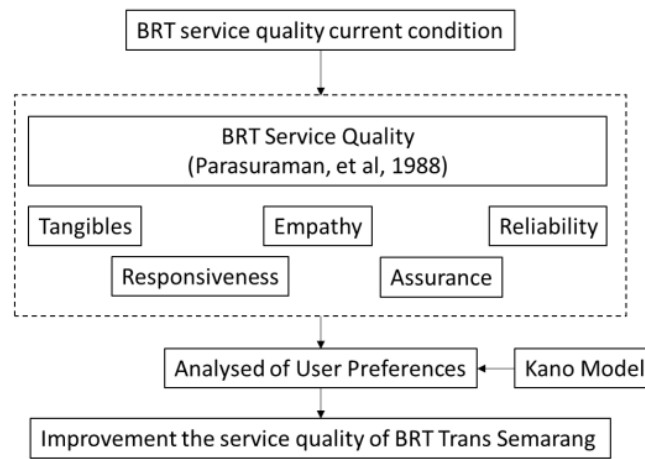 BRT service quality current condition
BRT Service Quality
(Parasuraman, et al, 1988)
Tangibles
Empathy
Reliability
Responsiveness
Assurance
Analysed of User Preferences
Kano Model
Improvement the service quality of BRT Trans Semarang